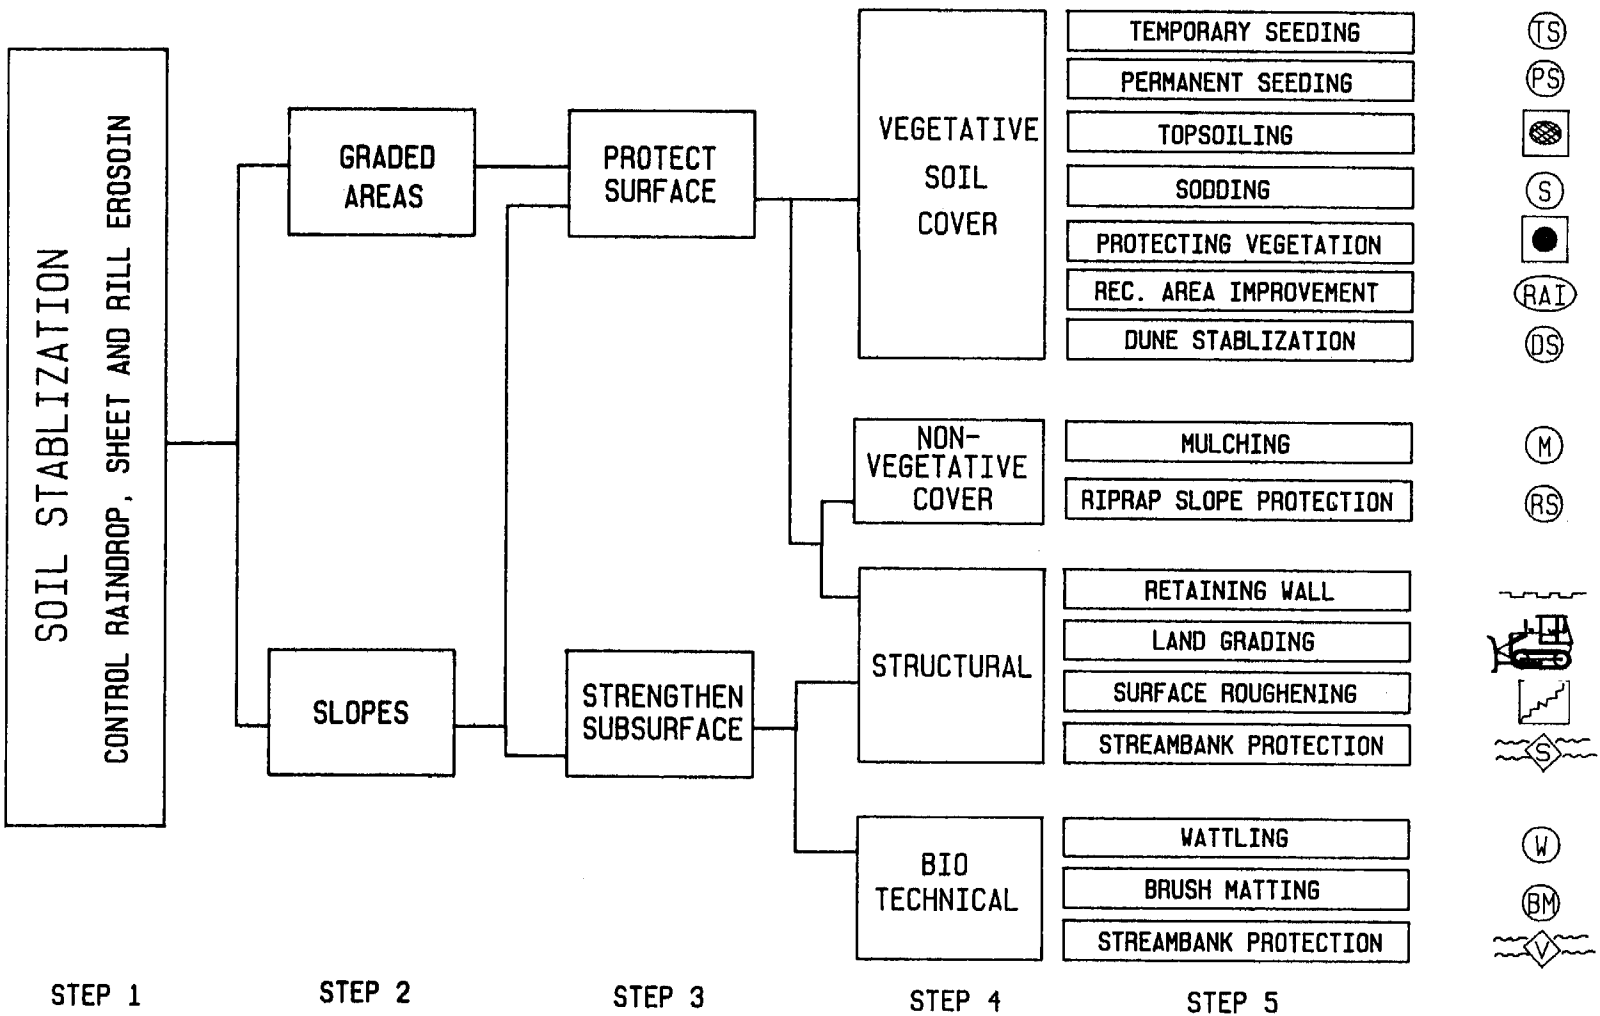 SOIL STABLIZATION
CONTROL RAINDROP, SHEET AND RILL EROSOIN
GRADED
AREAS
SLOPES
PROTECT
SURFACE
STRENGTHEN
SUBSURFACE
VEGETATIVE
SOIL
COVER
TEMPORARY SEEDING
TS
PERMANENT SEEDING
PS
TOPSOILING
SODDING
S
PROTECTING VEGETATION
REC. AREA IMPROVEMENT
RAI
DUNE STABLIZATION
DS
NON-
VEGETATIVE
COVER
MULCHING
M
RIPRAP SLOPE PROTECTION
RS
STRUCTURAL
RETAINING WALL
LAND GRADING
SURFACE ROUGHENING
STREAMBANK PROTECTION
S
BIO
TECHNICAL
WATTLING
W
BRUSH MATTING
BM
STREAMBANK PROTECTION
V
STEP 1
STEP 2
STEP 3
STEP 4
STEP 5